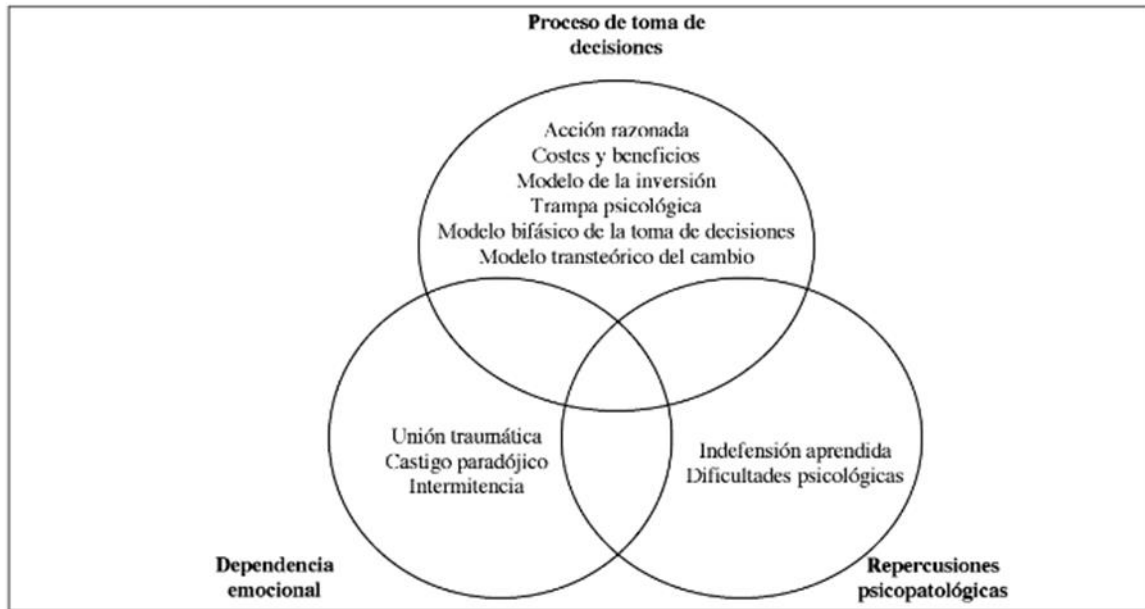 Proceso de toma de
decisiones
Acción razonada
Costes y beneficios
Modelo de la inversión
Trampa psicológica
Modelo bifásico de la toma de decisiones
Modelo transteórico del cambio
Unión traumática
Castigo paradójico
Intermitencia
Indefensión aprendida
Dificultades psicológicas
Dependencia
emocional
Repercusiones
psicopatológicas